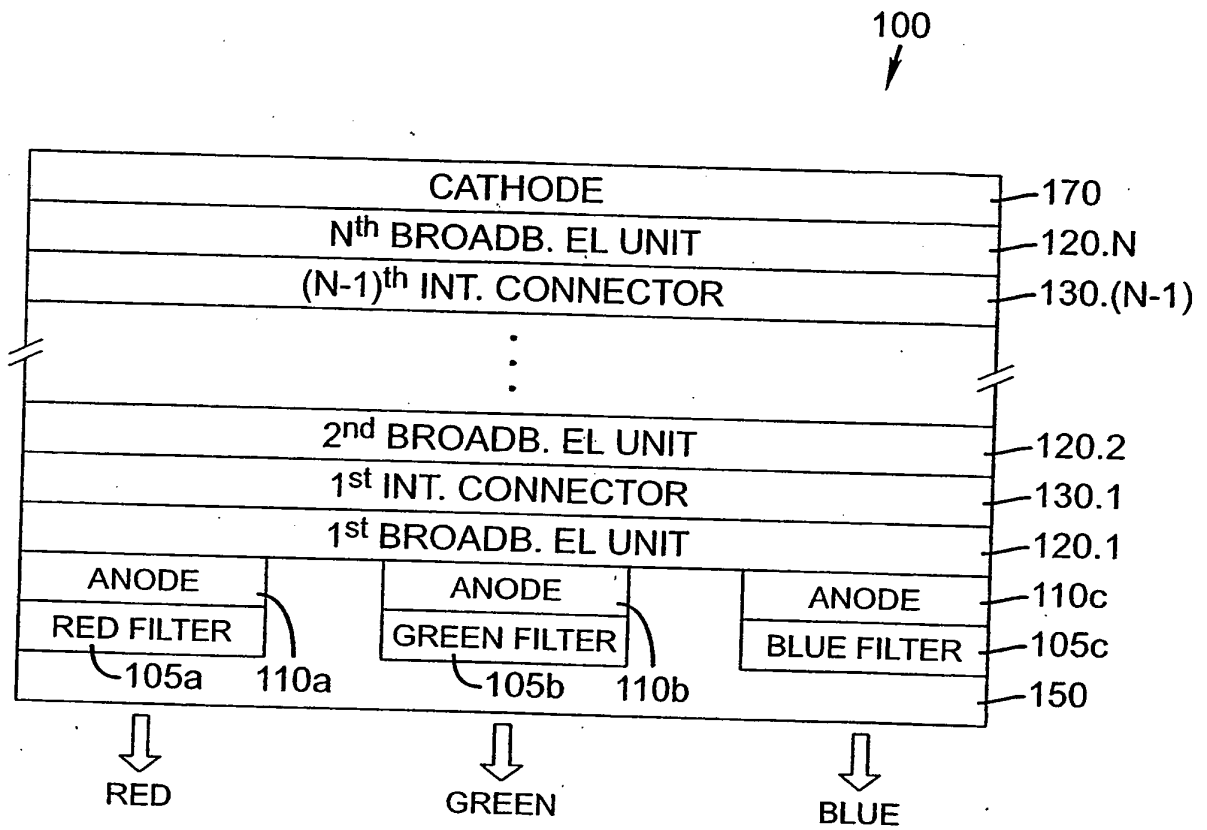 100
CATHODE
170
Nth BROADB. EL UNIT
120.N
(N-1)th INT. CONNECTOR
130.(N-1)
2nd BROADB. EL UNIT
120.2
1st INT. CONNECTOR
130.1
1st BROADB. EL UNIT
120.1
ANODE
ANODE
ANODE
110c
RED FILTER
GREEN FILTER
BLUE FILTER
105c
105a
110a
105b
110b
150
RED
GREEN
BLUE